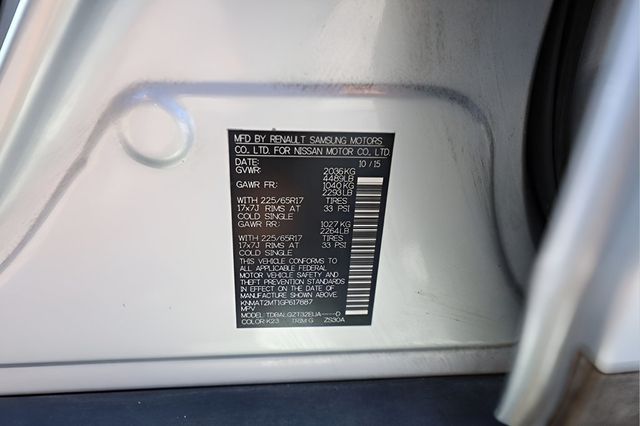 MFD BY RENAULT SAMSUNG MOTORS
CO., LTD. FOR NISSAN MOTOR CO., LTD.
DATE: 10/15
GVWR: 2036KG
4489LB
GAWR FR: 1040KG
2293LB
WITH 225/65R17 TIRES
17x7J RIMS AT 33 PSI
COLD SINGLE
GAWR RR: 1027KG
2264LB
WITH 225/65R17 TIRES
17x7J RIMS AT 33 PSI
COLD SINGLE
THIS VEHICLE CONFORMS TO
ALL APPLICABLE FEDERAL
MOTOR VEHICLE SAFETY AND
THEFT PREVENTION STANDARDS
IN EFFECT ON THE DATE OF
MANUFACTURE SHOWN ABOVE.
KNMAT2MT1GP617887
MPV
COLOR: K23 TRIM: G ZS30A